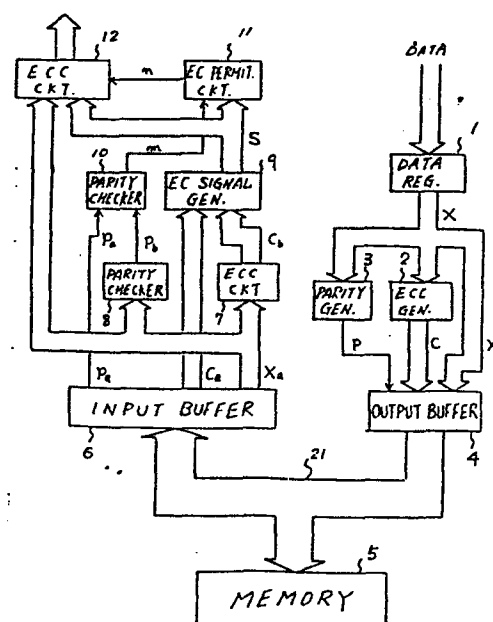 12
11
DATA
ECC
CKT.
n
EC PERMIT.
CKT.
S
1
10
m
9
DATA
REG.
PARITY
CHECKER
EC SIGNAL
GEN.
X
Pa
Pb
Cb
3
2
PARITY
CHECKER
ECC
CKT
PARITY
GEN.
ECC
GEN.
8
7
P
C
X
Pa
Ca
Xa
INPUT BUFFER
OUTPUT BUFFER
6
4
21
5
MEMORY